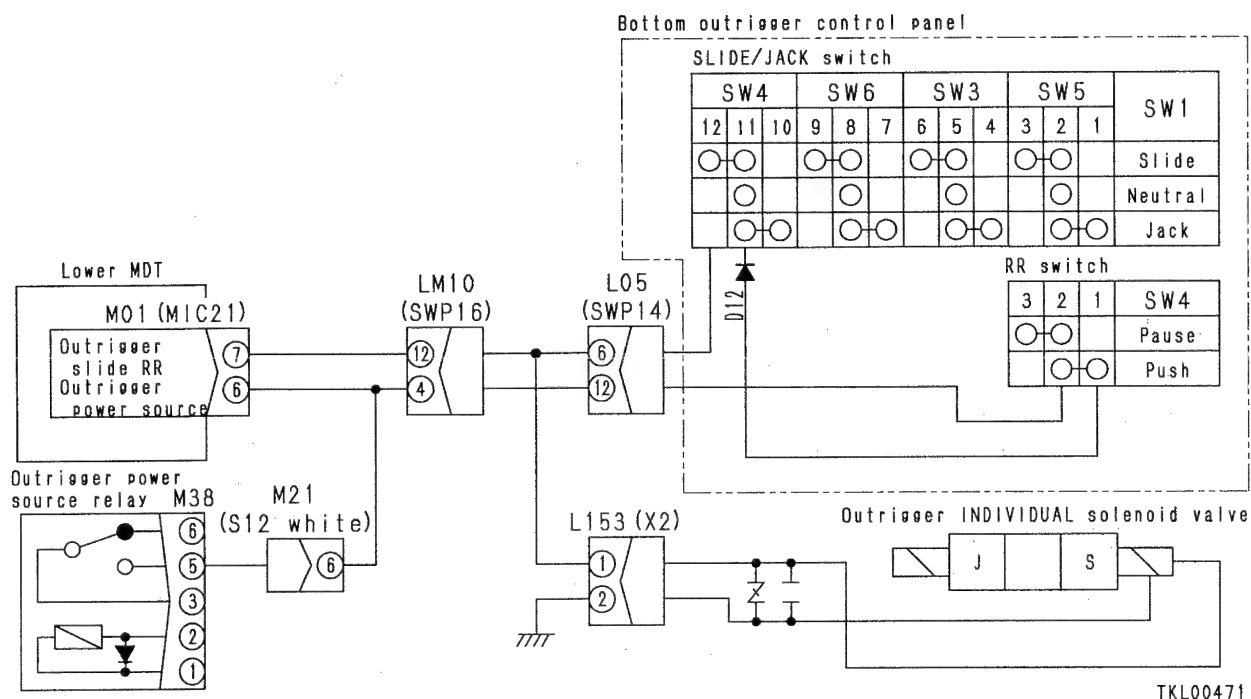 Bottom outrigger control panel
SLIDE/JACK switch
SW4 SW6 SW3 SW5 SW1
12 11 10 9 8 7 6 5 4 3 2 1
Slide
Neutral
Jack
RR switch
3 2 1 SW4
Pause
Push
D12
Lower MDT
M01 (MIC21)
Outrigger
slide RR
Outrigger
power source
7
6
LM10
(SWP16)
12
4
L05
(SWP14)
6
12
Outrigger power
source relay
M38
6
5
3
2
1
M21
(S12 white)
6
L153 (X2)
1
2
Outrigger INDIVIDUAL solenoid valve
J S
TKL00471